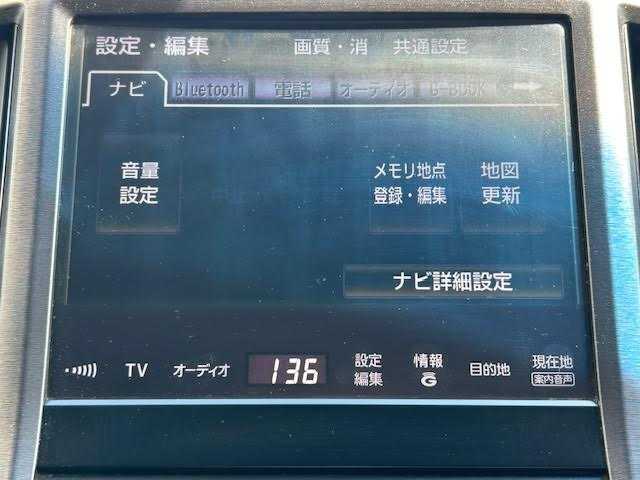 設定・編集 画質・消 共通設定
ナビ Bluetooth 電話 オーディオ G-BOOK
音量
設定
メモリ地点
登録・編集
地図
更新
ナビ詳細設定
TV オーディオ 136
設定
編集
情報
G
目的地
現在地
案内音声